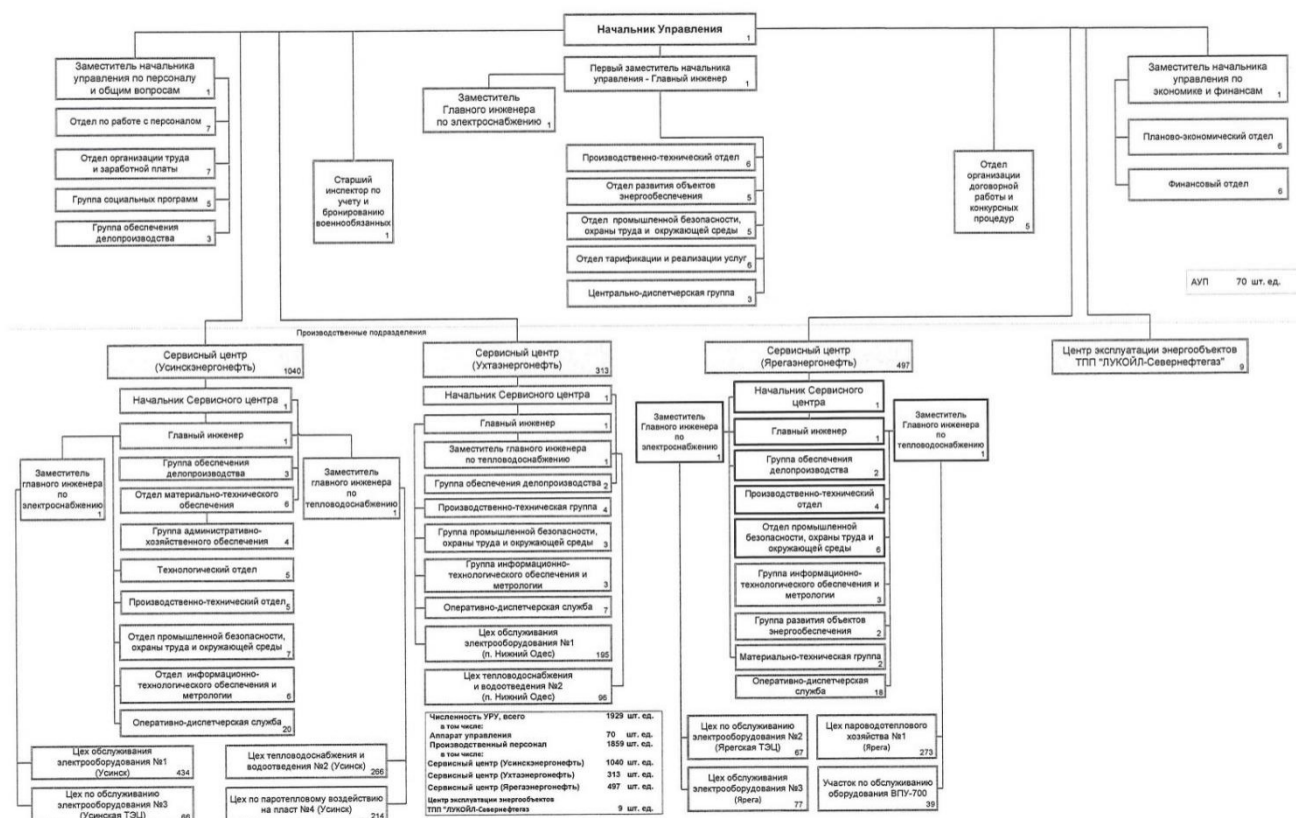 Начальник Управления
1
Заместитель начальника
управления по персоналу
и общим вопросам
1
Отдел по работе с персоналом
7
Отдел организации труда
и заработной платы
7
Группа социальных программ
5
Группа обеспечения
делопроизводства
3
Старший
инспектор по
учету и
бронированию
военнообязанных
1
Первый заместитель начальника
управления - Главный инженер
1
Заместитель
Главного инженера
по электроснабжению
1
Производственно-технический отдел
6
Отдел развития объектов
энергообеспечения
5
Отдел промышленной безопасности,
охраны труда и окружающей среды
5
Отдел тарификации и реализации услуг
6
Центрально-диспетчерская группа
3
Отдел
организации
договорной
работы и
конкурсных
процедур
5
Заместитель начальника
управления по
экономике и финансам
1
Планово-экономический отдел
6
Финансовый отдел
6
АУП 70 шт. ед.
Производственные подразделения
Сервисный центр
(Усинскэнергонефть)
1040
Начальник Сервисного центра
1
Главный инженер
1
Заместитель
главного инженера
по
электроснабжению
1
Группа обеспечения
делопроизводства
3
Отдел материально-технического
обеспечения
6
Заместитель
главного инженера
по
тепловодоснабжению
1
Группа административно-
хозяйственного обеспечения
4
Технологический отдел
5
Производственно-технический отдел
5
Отдел промышленной безопасности,
охраны труда и окружающей среды
7
Отдел информационно-
технологического обеспечения и
метрологии
6
Оперативно-диспетчерская служба
20
Цех обслуживания
электрооборудования №1
(Усинск)
434
Цех по обслуживанию
электрооборудования №3
(Усинская ТЭЦ)
66
Цех тепловодоснабжения и
водоотведения №2 (Усинск)
266
Цех по паротепловому воздействию
на пласт №4 (Усинск)
214
Сервисный центр
(Ухтаэнергонефть)
313
Начальник Сервисного центра
1
Главный инженер
1
Заместитель главного инженера
по тепловодоснабжению
1
Группа обеспечения делопроизводства
2
Производственно-техническая группа
4
Группа промышленной безопасности,
охраны труда и окружающей среды
3
Группа информационно-
технологического обеспечения и
метрологии
3
Оперативно-диспетчерская служба
7
Цех обслуживания
электрооборудования №1
(п. Нижний Одес)
195
Цех тепловодоснабжения
и водоотведения №2
(п. Нижний Одес)
96
Численность УРУ, всего 1929 шт. ед.
в том числе:
Аппарат управления 70 шт. ед.
Производственный персонал 1859 шт. ед.
в том числе:
Сервисный центр (Усинскэнергонефть) 1040 шт. ед.
Сервисный центр (Ухтаэнергонефть) 313 шт. ед.
Сервисный центр (Ярегаэнергонефть) 497 шт. ед.
Центр эксплуатации энергообъектов
ТПП "ЛУКОЙЛ-Севернефтегаз 9 шт. ед.
Сервисный центр
(Ярегаэнергонефть)
497
Начальник Сервисного
центра
1
Заместитель
Главного инженера
по
электроснабжению
1
Главный инженер
1
Заместитель
Главного инженера
по
тепловодоснабжению
1
Группа обеспечения
делопроизводства
2
Производственно-технический
отдел
4
Отдел промышленной
безопасности, охраны труда и
окружающей среды
6
Группа информационно-
технологического обеспечения и
метрологии
3
Группа развития объектов
энергообеспечения
2
Материально-техническая группа
2
Оперативно-диспетчерская
служба
18
Цех по обслуживанию
электрооборудования №2
(Ярегская ТЭЦ)
67
Цех обслуживания
электрооборудования №3
(Ярега)
77
Цех пароводотеплового
хозяйства №1
(Ярега)
273
Участок по обслуживанию
оборудования ВПУ-700
39
Центр эксплуатации энергообъектов
ТПП "ЛУКОЙЛ-Севернефтегаз"
9